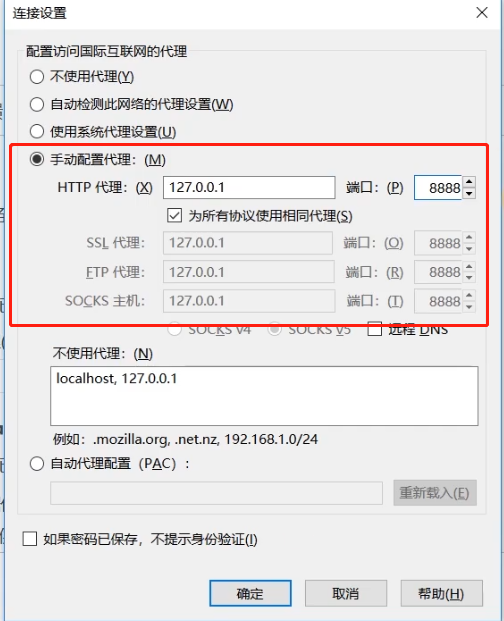 连接设置
配置访问国际互联网的代理
不使用代理(Y)
自动检测此网络的代理设置(W)
使用系统代理设置(U)
手动配置代理：(M)
HTTP 代理：(X) 127.0.0.1 端口：(P) 8888
为所有协议使用相同代理(S)
SSL 代理： 127.0.0.1 端口：(O) 8888
FTP 代理： 127.0.0.1 端口：(R) 8888
SOCKS 主机： 127.0.0.1 端口：(T) 8888
SOCKS v4 SOCKS v5 远程 DNS
不使用代理：(N)
localhost, 127.0.0.1
例如：.mozilla.org, .net.nz, 192.168.1.0/24
自动代理配置（PAC）：
重新载入(E)
如果密码已保存，不提示身份验证(I)
确定 取消 帮助(H)